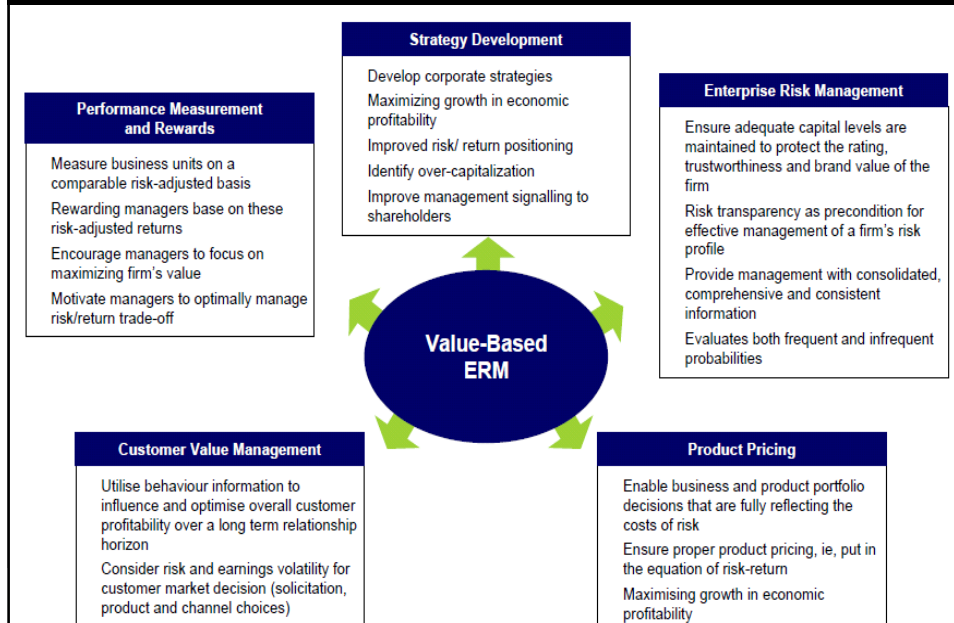 Strategy Development
Develop corporate strategies
Maximizing growth in economic
profitability
Improved risk/ return positioning
Identify over-capitalization
Improve management signalling to
shareholders
Performance Measurement
and Rewards
Measure business units on a
comparable risk-adjusted basis
Rewarding managers base on these
risk-adjusted returns
Encourage managers to focus on
maximizing firm's value
Motivate managers to optimally manage
risk/return trade-off
Enterprise Risk Management
Ensure adequate capital levels are
maintained to protect the rating,
trustworthiness and brand value of the
firm
Risk transparency as precondition for
effective management of a firm's risk
profile
Provide management with consolidated,
comprehensive and consistent
information
Evaluates both frequent and infrequent
probabilities
Value-Based
ERM
Customer Value Management
Utilise behaviour information to
influence and optimise overall customer
profitability over a long term relationship
horizon
Consider risk and earnings volatility for
customer market decision (solicitation,
product and channel choices)
Product Pricing
Enable business and product portfolio
decisions that are fully reflecting the
costs of risk
Ensure proper product pricing, ie, put in
the equation of risk-return
Maximising growth in economic
profitability